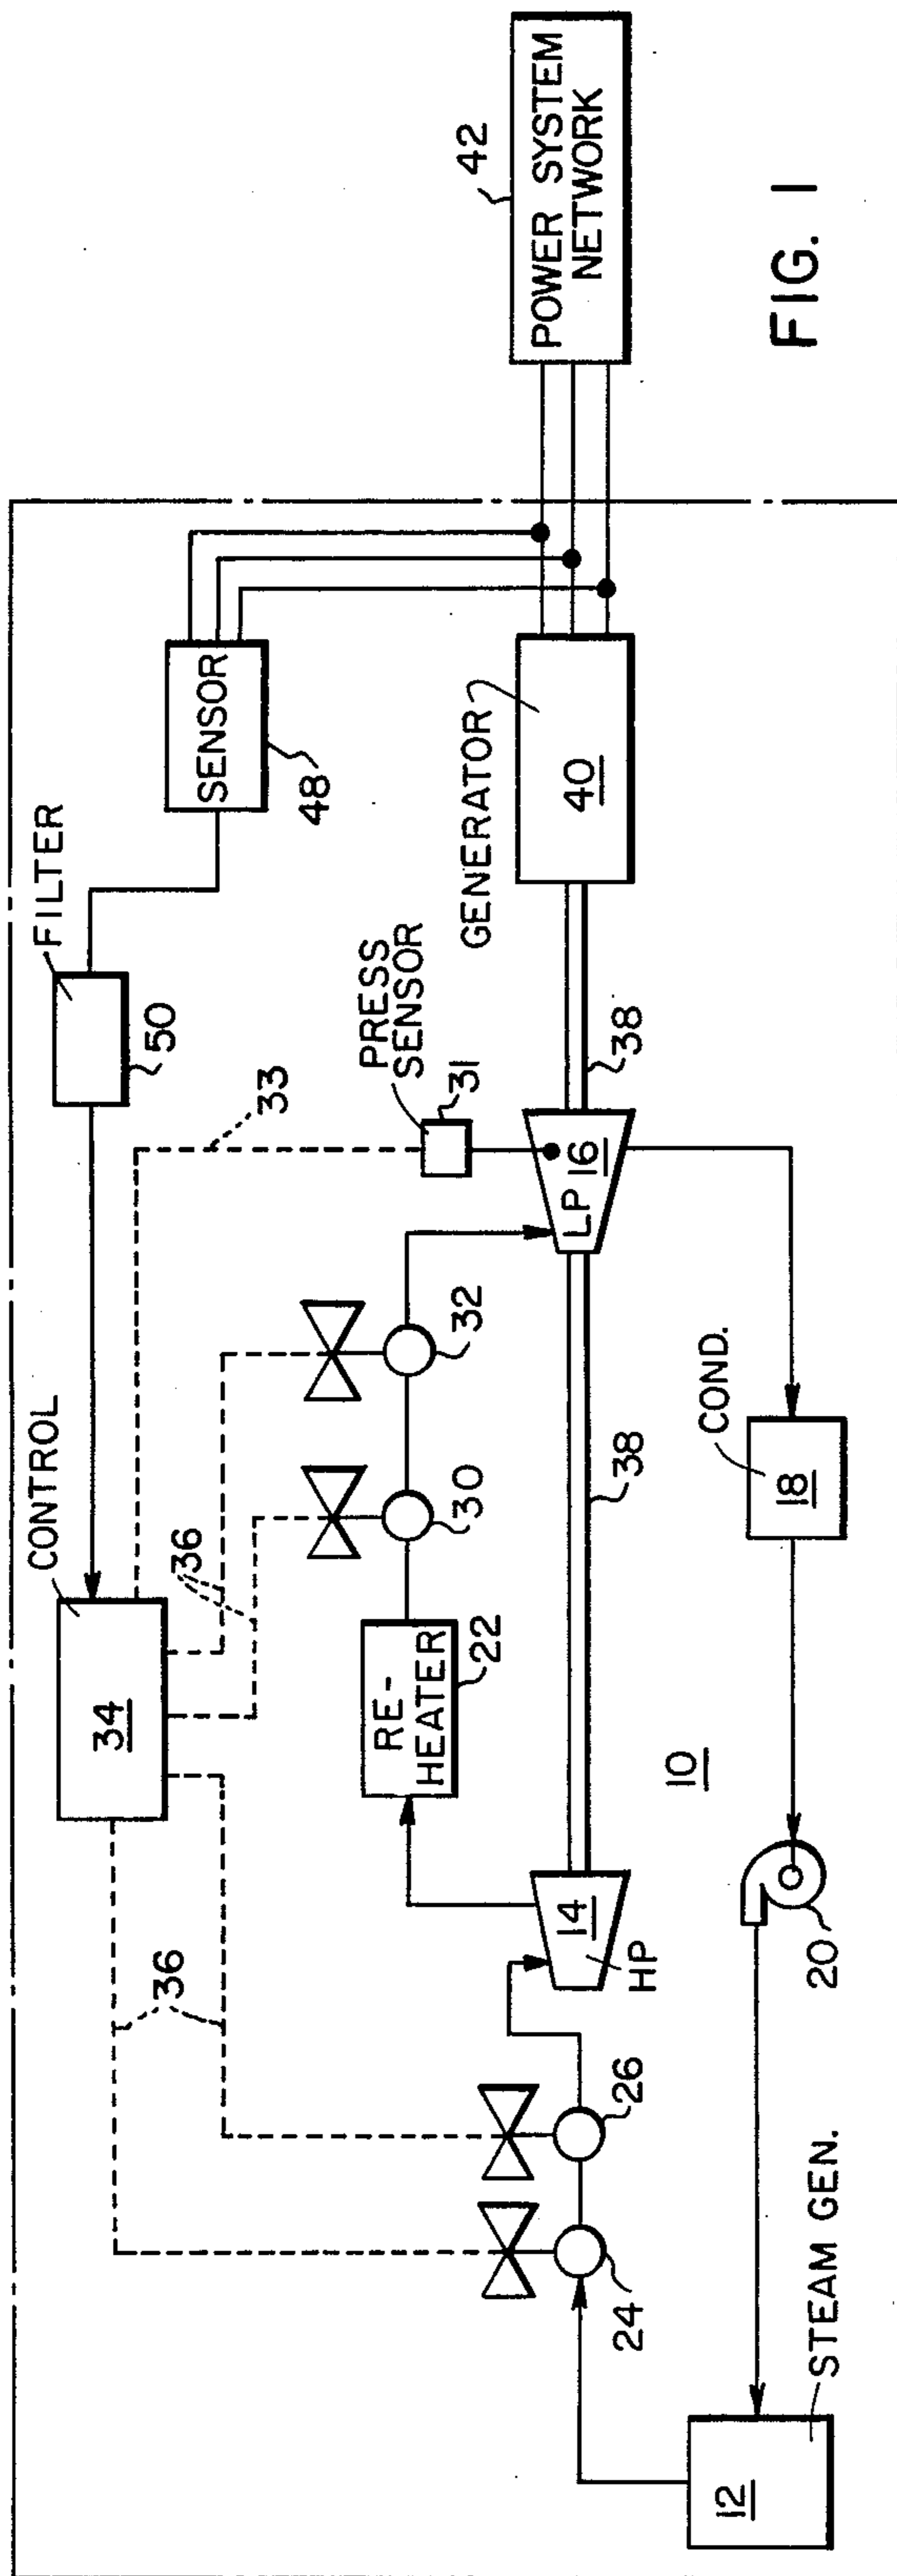 FILTER
50
CONTROL
34
33
36
36
SENSOR
48
PRESS
SENSOR
31
32
30
RE-
HEATER
22
GENERATOR
40
42
POWER SYSTEM
NETWORK
38
LP 16
38
14
HP
26
24
COND.
18
10
20
12
STEAM GEN.
FIG. 1